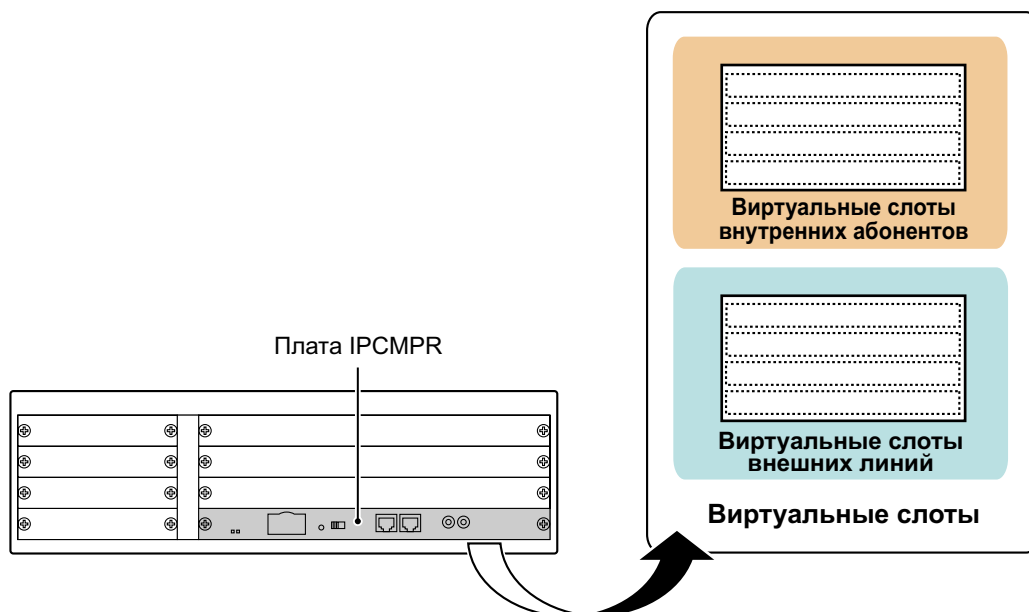 Виртуальные слоты
внутренних абонентов
Плата IPCMPR
Виртуальные слоты
внешних линий
Виртуальные слоты